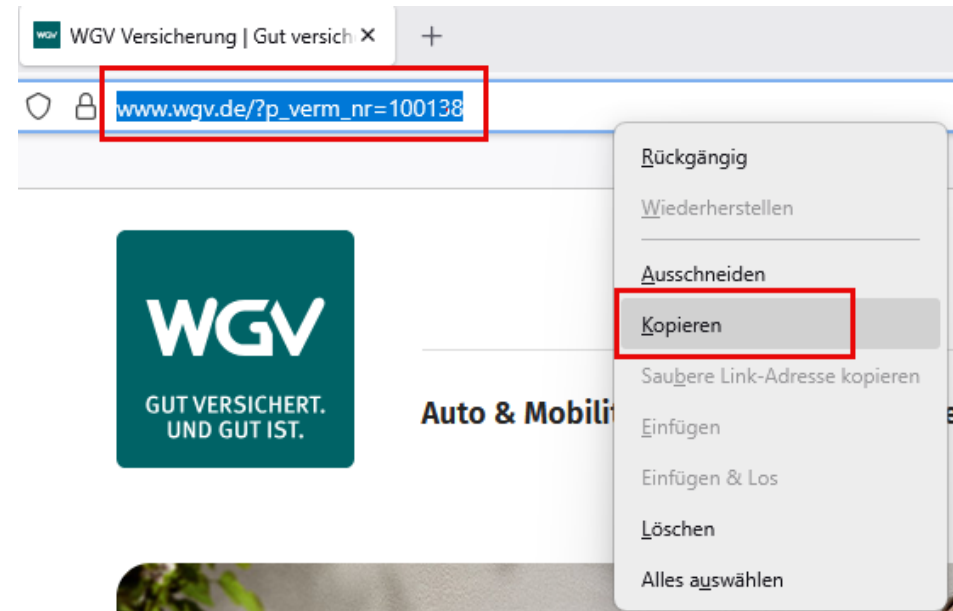 WGV WGV Versicherung | Gut versich
www.wgv.de/?p_verm_nr=100138
Rückgängig
Wiederherstellen
Ausschneiden
Kopieren
Saubere Link-Adresse kopieren
Einfügen
Einfügen & Los
Löschen
Alles auswählen
WGV
GUT VERSICHERT.
UND GUT IST.
Auto & Mobilit